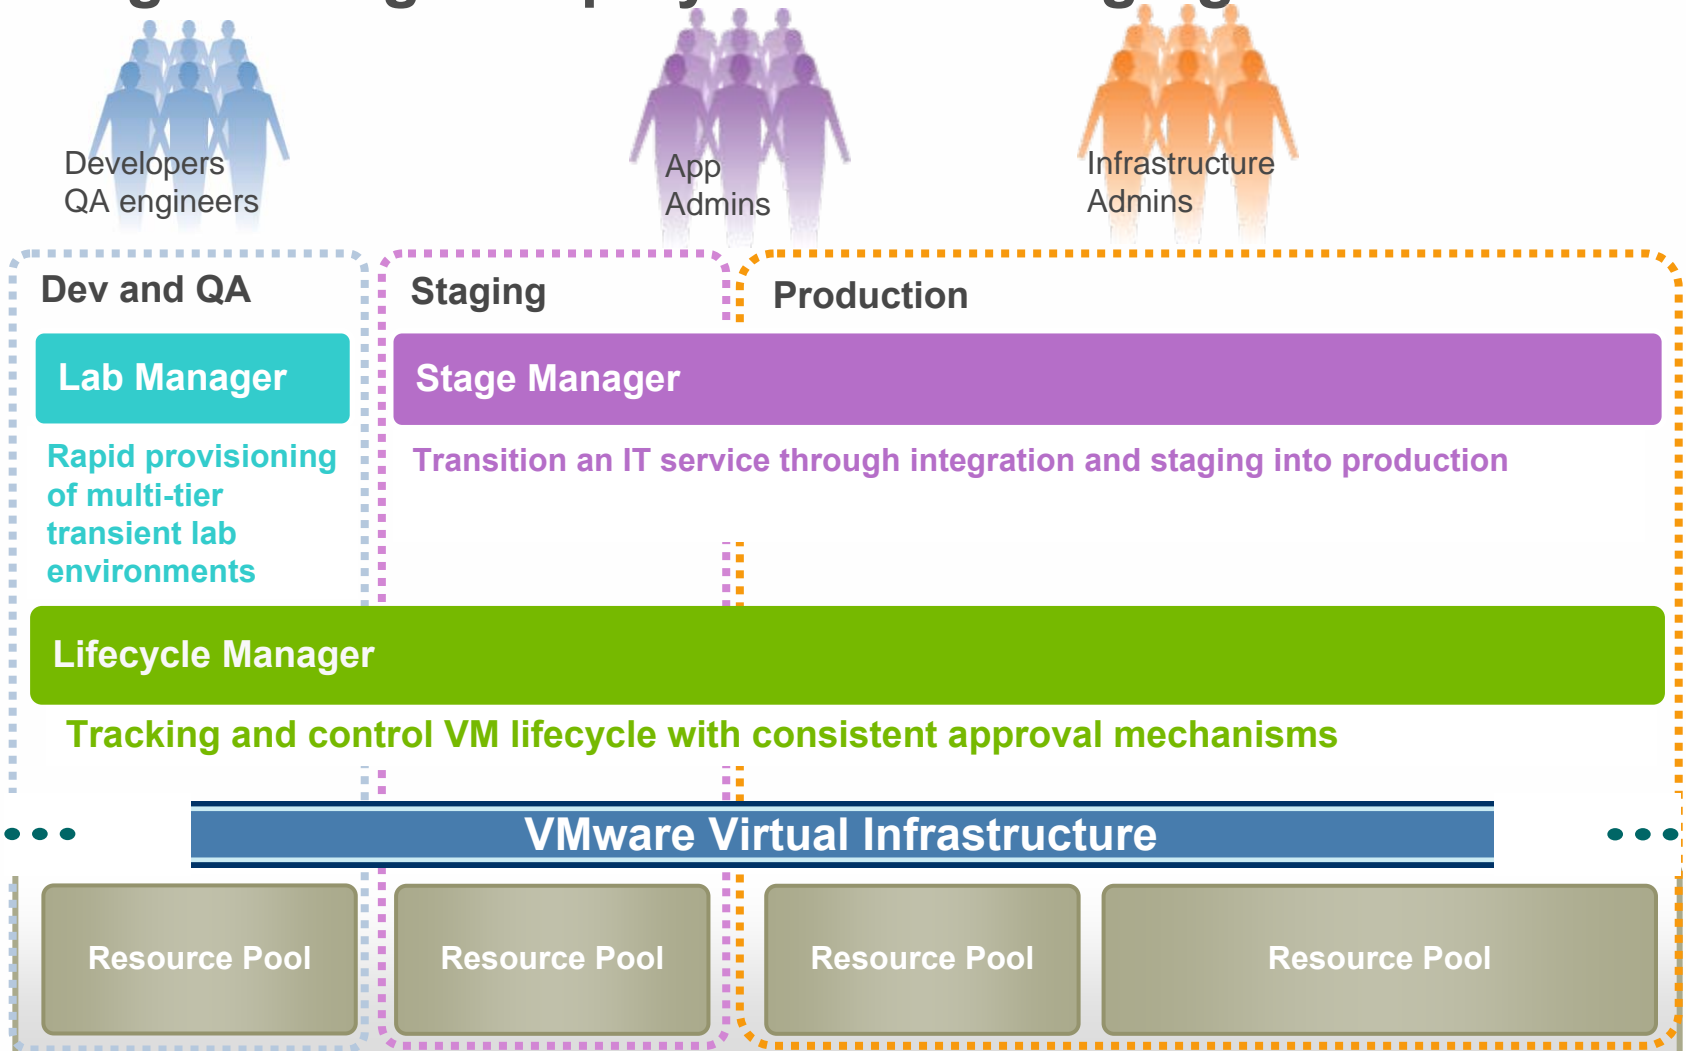 Developers
QA engineers
App
Admins
Infrastructure
Admins
Dev and QA
Staging
Production
Lab Manager
Stage Manager
Rapid provisioning
of multi-tier
transient lab
environments
Transition an IT service through integration and staging into production
Lifecycle Manager
Tracking and control VM lifecycle with consistent approval mechanisms
VMware Virtual Infrastructure
Resource Pool
Resource Pool
Resource Pool
Resource Pool